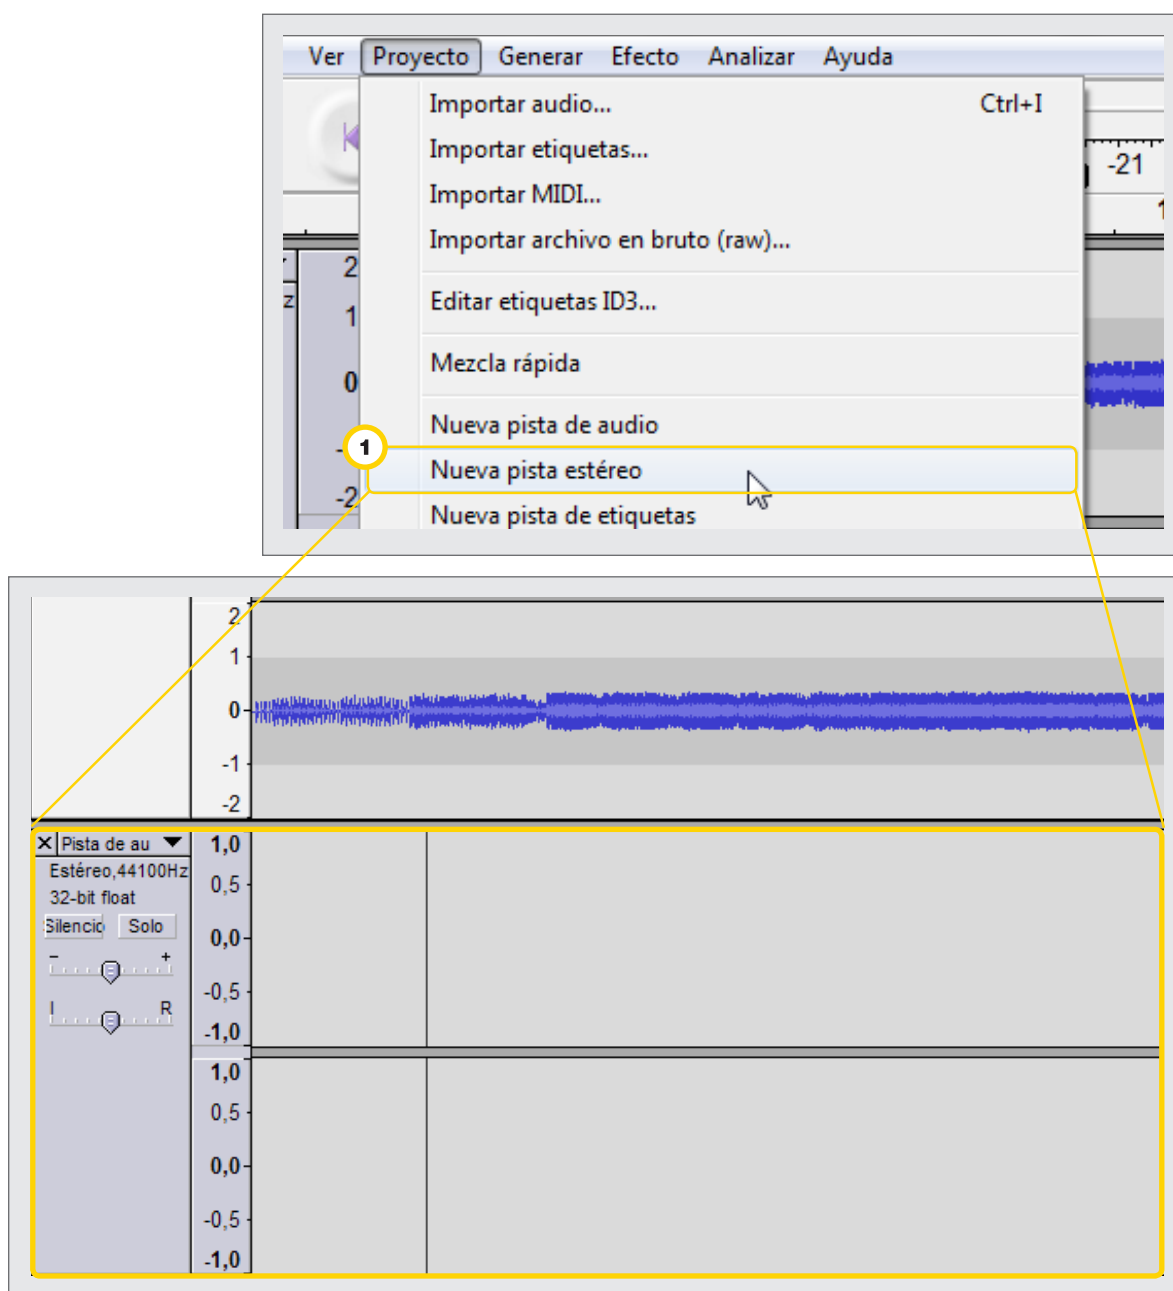 Ver Proyecto Generar Efecto Analizar Ayuda
Importar audio... Ctrl+I
Importar etiquetas...
-21
Importar MIDI...
1
Importar archivo en bruto (raw)...
2
z
Editar etiquetas ID3...
1
Mezcla rápida
0
Nueva pista de audio
1
Nueva pista estéreo
-2
Nueva pista de etiquetas
2
1
0
-1
-2
X Pista de au
Estéreo,44100Hz
32-bit float
Silencio Solo
- +
I R
1,0
0,5
0,0
-0,5
-1,0
1,0
0,5
0,0
-0,5
-1,0